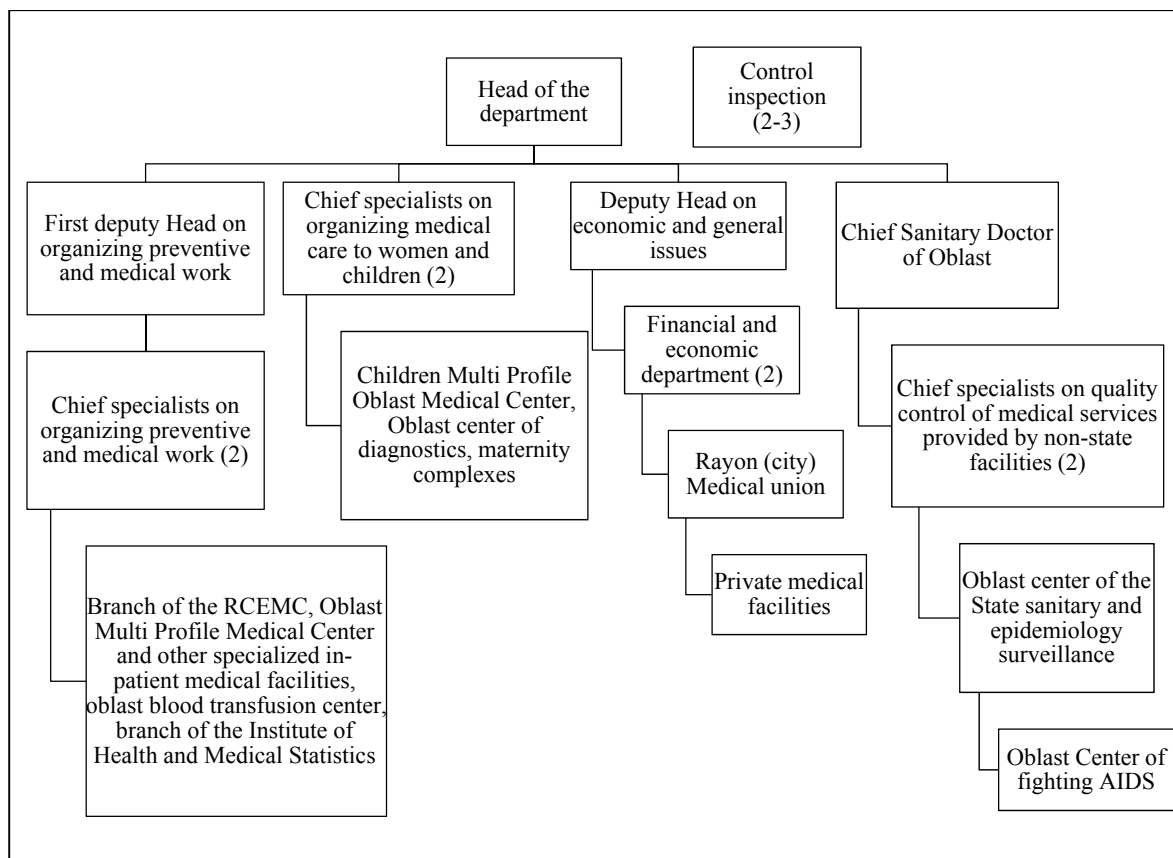 Head of the
department
Control
inspection
(2-3)
First deputy Head on
organizing preventive
and medical work
Chief specialists on
organizing medical
care to women and
children (2)
Deputy Head on
economic and general
issues
Chief Sanitary Doctor
of Oblast
Chief specialists on
organizing preventive
and medical work (2)
Children Multi Profile
Oblast Medical Center,
Oblast center of
diagnostics, maternity
complexes
Financial and
economic
department (2)
Chief specialists on quality
control of medical services
provided by non-state
facilities (2)
Rayon (city)
Medical union
Branch of the RCEMC, Oblast
Multi Profile Medical Center
and other specialized in-
patient medical facilities,
oblast blood transfusion center,
branch of the Institute of
Health and Medical Statistics
Private medical
facilities
Oblast center of the
State sanitary and
epidemiology
surveillance
Oblast Center of
fighting AIDS